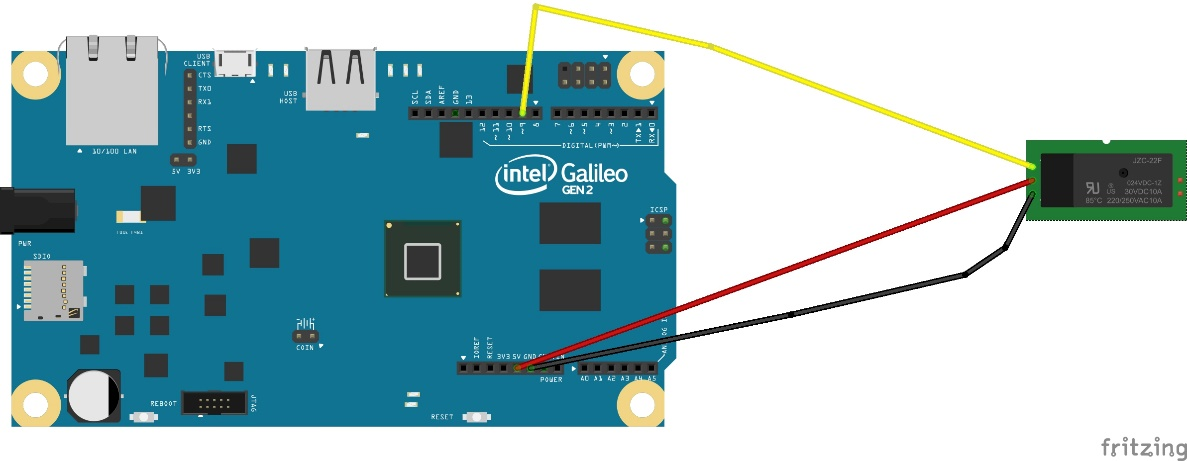 USB
CLIENT
CTS
TX0
RX1
RTS
GND
5V 3V3
10/100 LAN
USB
HOST
SCL
SDA
AREF
GND
13
12
~11
~10
~9
8
7
~6
~5
4
~3
2
TX▶1
RX◀0
DIGITAL(PWM~)
intel Galileo
GEN 2
ICSP
PWR
SDIO
COIN
IOREF
RESET
3V3 5V GND
POWER
A0 A1 A2 A3 A4 A5
REBOOT
JTAG
RESET
JZC-22F
024VDC-1Z
30VDC10A
85°C 220/250VAC10A
US
fritzing